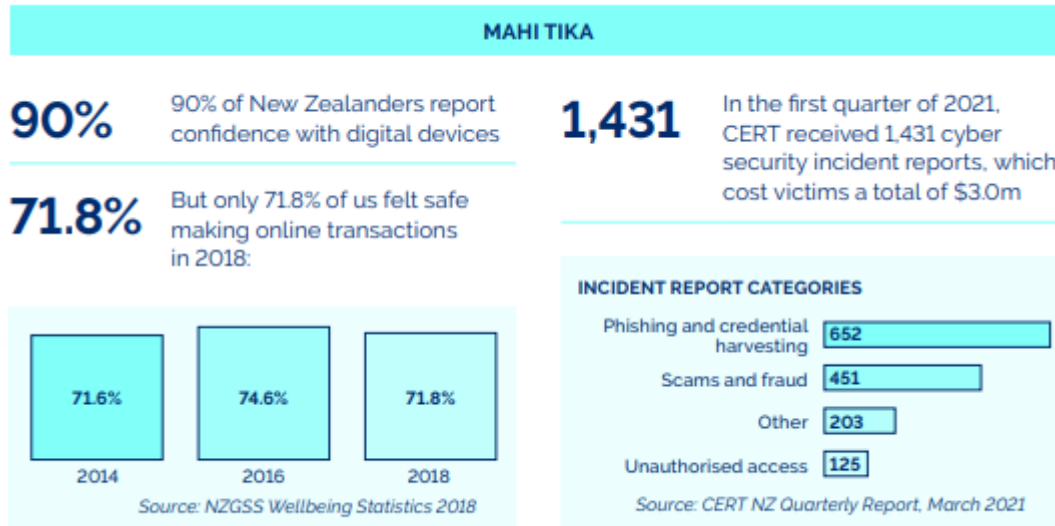 MAHI TIKA
90%
90% of New Zealanders report
confidence with digital devices
71.8%
But only 71.8% of us felt safe
making online transactions
in 2018:
71.6%
74.6%
71.8%
2014
2016
2018
Source: NZGSS Wellbeing Statistics 2018
1,431
In the first quarter of 2021,
CERT received 1,431 cyber
security incident reports, which
cost victims a total of $3.0m
INCIDENT REPORT CATEGORIES
Phishing and credential
harvesting
652
Scams and fraud
451
Other
203
Unauthorised access
125
Source: CERT NZ Quarterly Report, March 2021